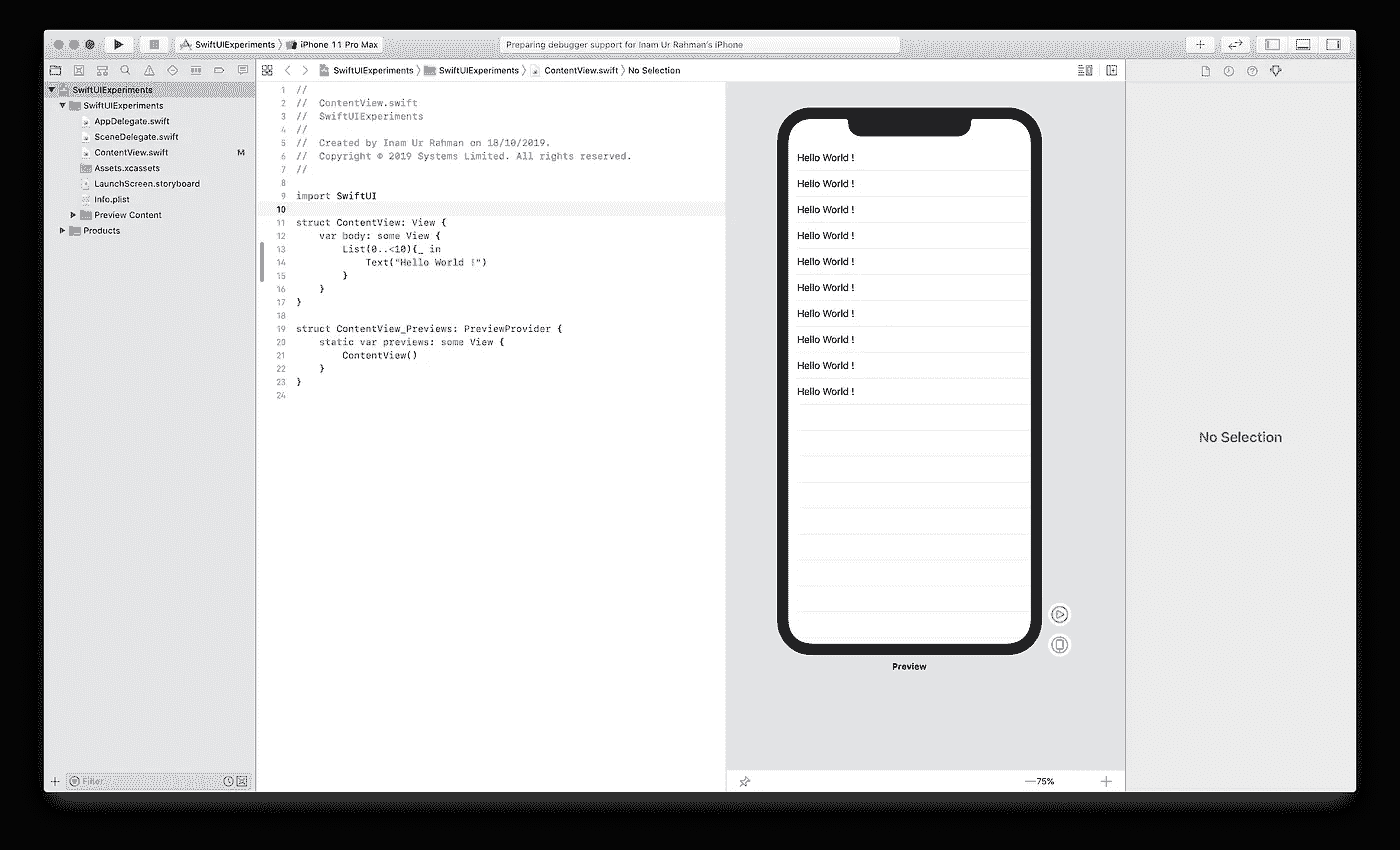 SwiftUIExperiments 〉 iPhone 11 Pro Max
Preparing debugger support for Inam Ur Rahman's iPhone
SwiftUIExperiments
SwiftUIExperiments
AppDelegate.swift
SceneDelegate.swift
ContentView.swift M
Assets.xcassets
LaunchScreen.storyboard
Info.plist
Preview Content
Products
Filter
SwiftUIExperiments 〉 SwiftUIExperiments 〉 ContentView.swift 〉 No Selection
1 //
2 //  ContentView.swift
3 //  SwiftUIExperiments
4 //
5 //  Created by Inam Ur Rahman on 18/10/2019.
6 //  Copyright © 2019 Systems Limited. All rights reserved.
7 //
8
9 import SwiftUI
10
11 struct ContentView: View {
12     var body: some View {
13         List(0..<10){_ in
14             Text("Hello World !")
15         }
16     }
17 }
18
19 struct ContentView_Previews: PreviewProvider {
20     static var previews: some View {
21         ContentView()
22     }
23 }
24
Hello World !
Hello World !
Hello World !
Hello World !
Hello World !
Hello World !
Hello World !
Hello World !
Hello World !
Hello World !
Preview
75%
No Selection